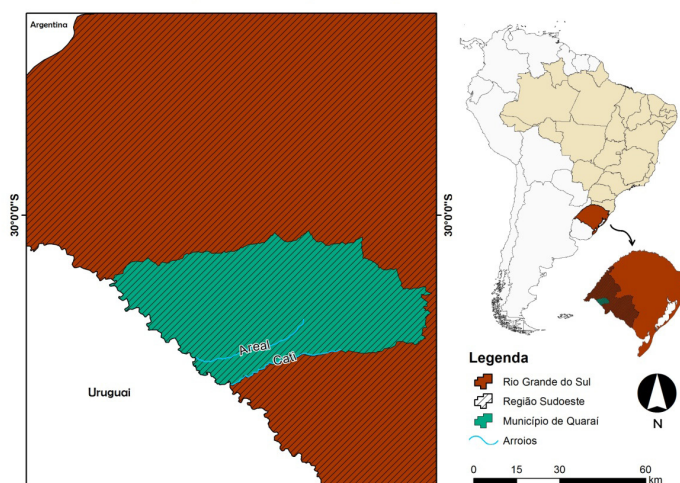 Argentina
30°0'0"S
30°0'0"S
Areal
Cati
Uruguai
Legenda
Rio Grande do Sul
Região Sudoeste
Município de Quaraí
Arroios
N
0 15 30 45 60
km